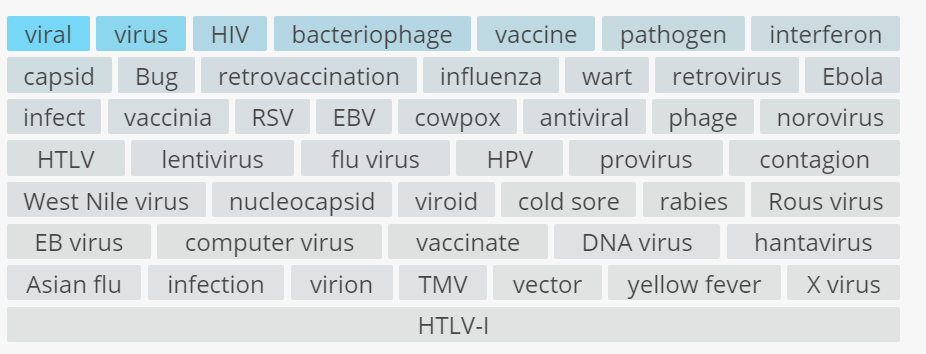 viral virus HIV bacteriophage vaccine pathogen interferon
capsid Bug retrovaccination influenza wart retrovirus Ebola
infect vaccinia RSV EBV cowpox antiviral phage norovirus
HTLV lentivirus flu virus HPV provirus contagion
West Nile virus nucleocapsid viroid cold sore rabies Rous virus
EB virus computer virus vaccinate DNA virus hantavirus
Asian flu infection virion TMV vector yellow fever X virus
HTLV-I